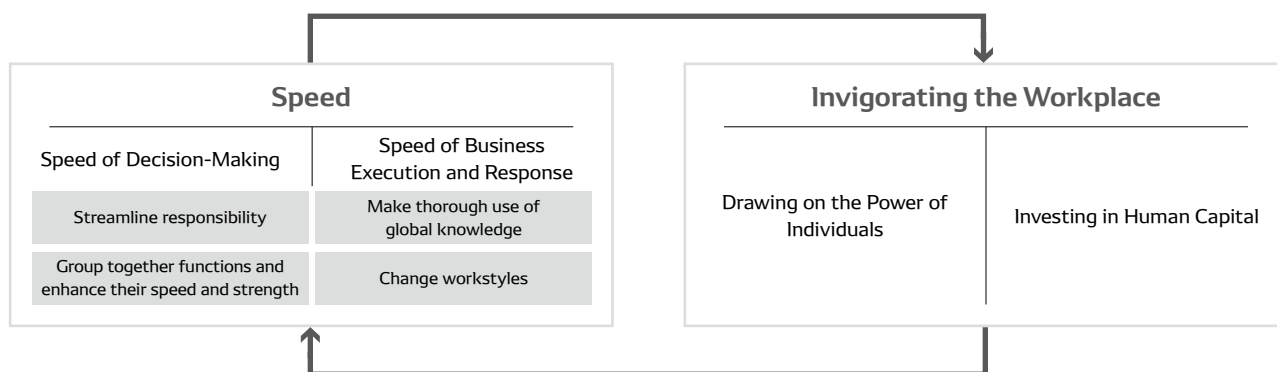 Speed
Speed of Decision-Making
Speed of Business
Execution and Response
Streamline responsibility
Make thorough use of
global knowledge
Group together functions and
enhance their speed and strength
Change workstyles
Invigorating the Workplace
Drawing on the Power of
Individuals
Investing in Human Capital